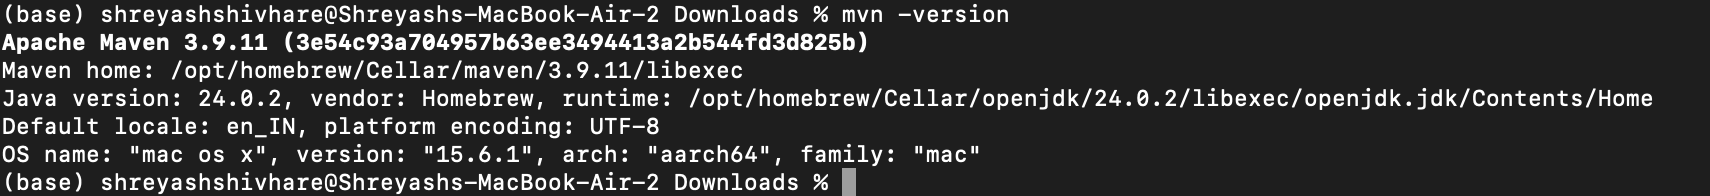 (base) shreyashshivhare@Shreyashs-MacBook-Air-2 Downloads % mvn -version
Apache Maven 3.9.11 (3e54c93a704957b63ee3494413a2b544fd3d825b)
Maven home: /opt/homebrew/Cellar/maven/3.9.11/libexec
Java version: 24.0.2, vendor: Homebrew, runtime: /opt/homebrew/Cellar/openjdk/24.0.2/libexec/openjdk.jdk/Contents/Home
Default locale: en_IN, platform encoding: UTF-8
OS name: "mac os x", version: "15.6.1", arch: "aarch64", family: "mac"
(base) shreyashshivhare@Shreyashs-MacBook-Air-2 Downloads %